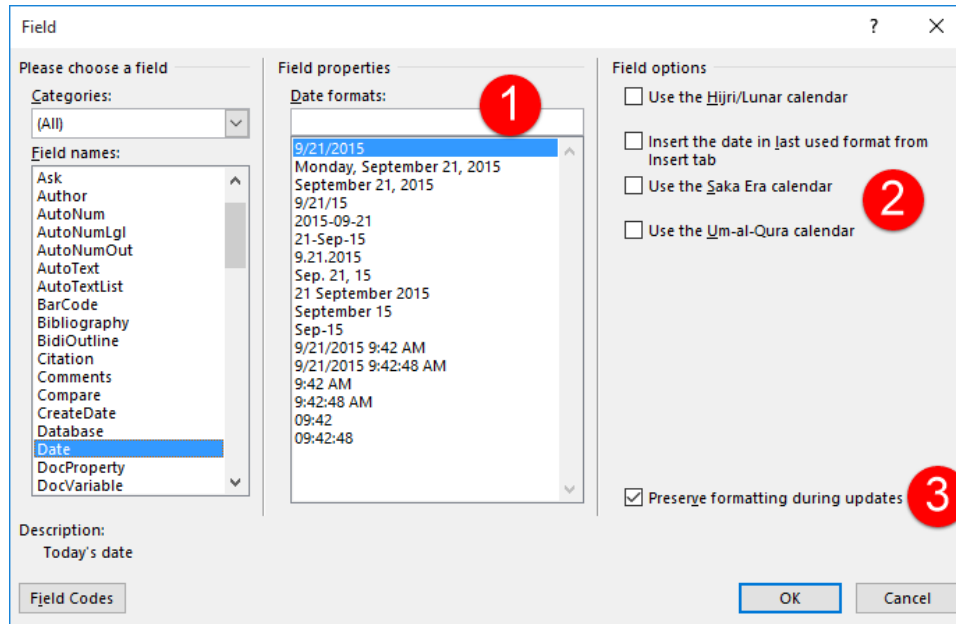 Field
?
Please choose a field
Categories:
(All)
Field names:
Ask
Author
AutoNum
AutoNumLgl
AutoNumOut
AutoText
AutoTextList
BarCode
Bibliography
BidiOutline
Citation
Comments
Compare
CreateDate
Database
Date
DocProperty
DocVariable
Field properties
Date formats:
1
9/21/2015
Monday, September 21, 2015
September 21, 2015
9/21/15
2015-09-21
21-Sep-15
9.21.2015
Sep. 21, 15
21 September 2015
September 15
Sep-15
9/21/2015 9:42 AM
9/21/2015 9:42:48 AM
9:42 AM
9:42:48 AM
09:42
09:42:48
Field options
Use the Hijri/Lunar calendar
Insert the date in last used format from
Insert tab
Use the Saka Era calendar
2
Use the Um-al-Qura calendar
Preserve formatting during updates
3
Description:
Today's date
Field Codes
OK
Cancel